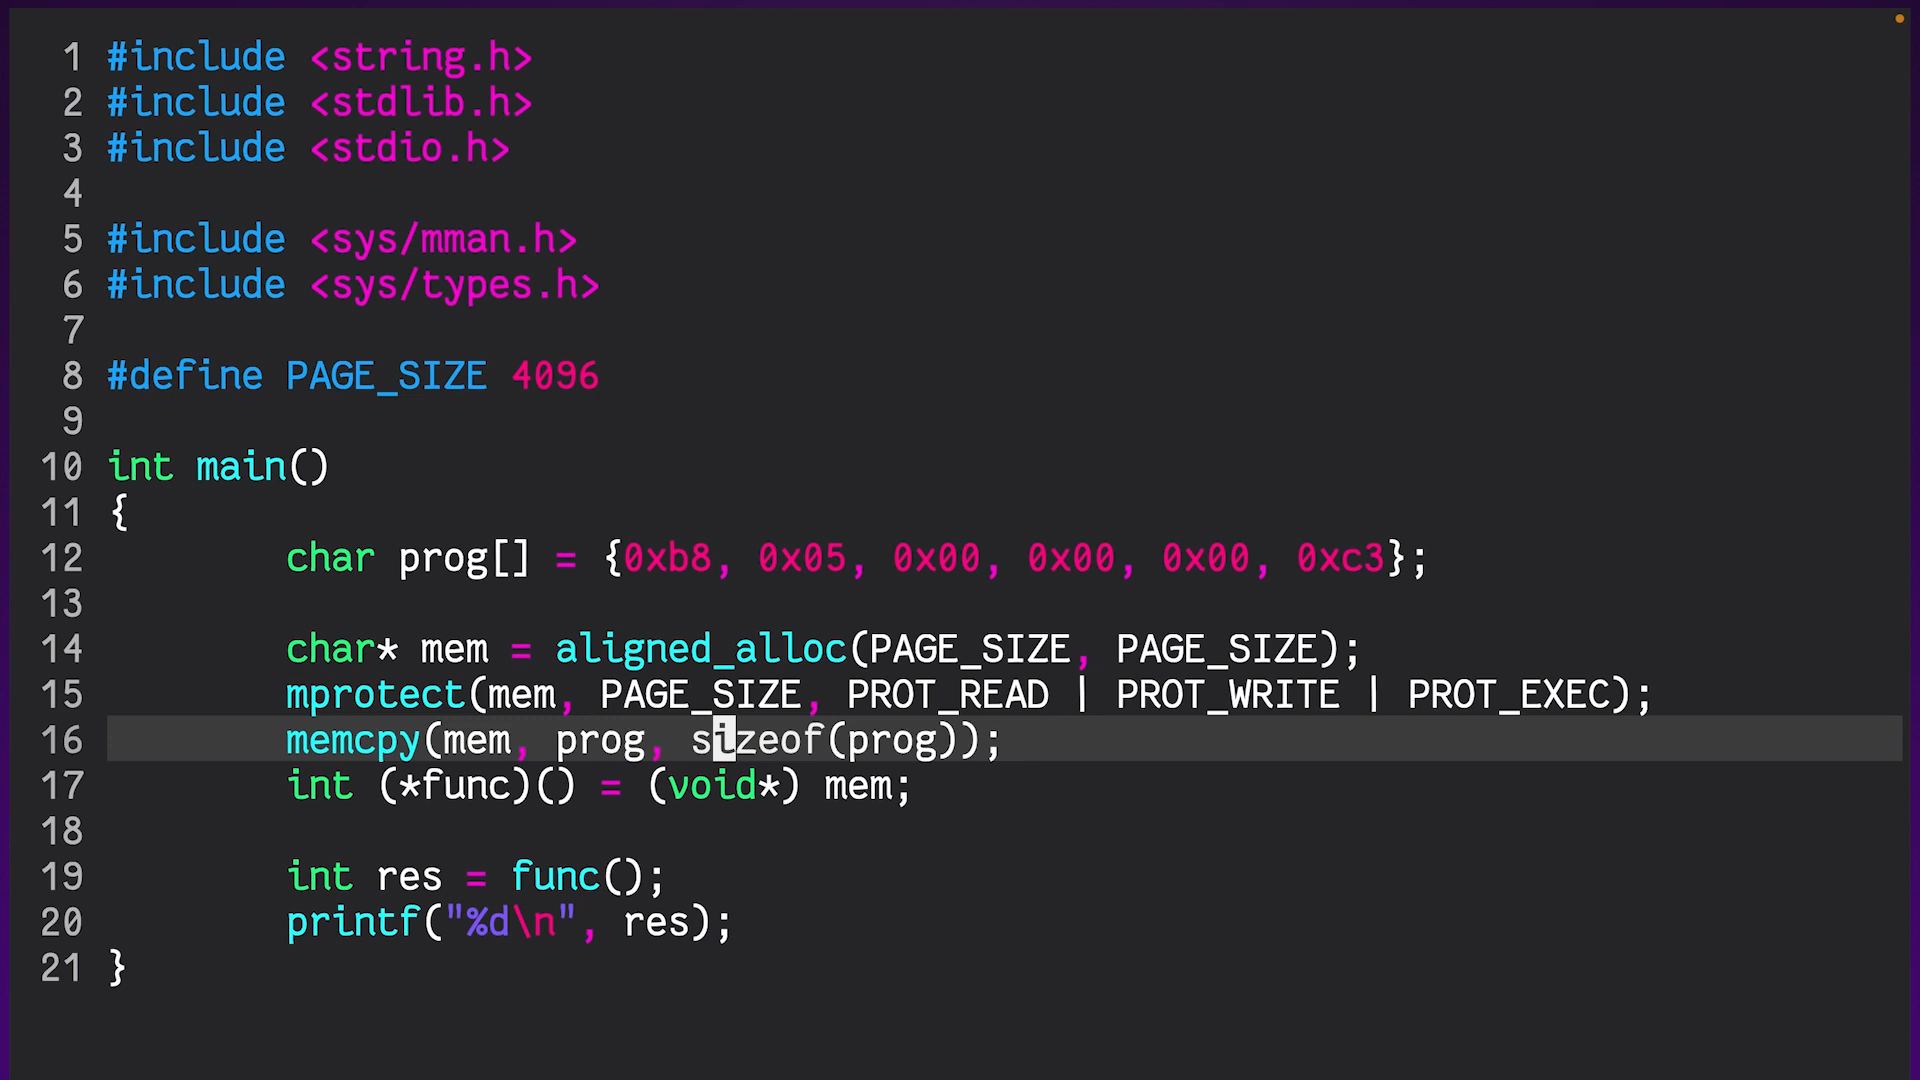 1 #include <string.h>
2 #include <stdlib.h>
3 #include <stdio.h>
4
5 #include <sys/mman.h>
6 #include <sys/types.h>
7
8 #define PAGE_SIZE 4096
9
10 int main()
11 {
12         char prog[] = {0xb8, 0x05, 0x00, 0x00, 0x00, 0xc3};
13
14         char* mem = aligned_alloc(PAGE_SIZE, PAGE_SIZE);
15         mprotect(mem, PAGE_SIZE, PROT_READ | PROT_WRITE | PROT_EXEC);
16         memcpy(mem, prog, sizeof(prog));
17         int (*func)() = (void*) mem;
18
19         int res = func();
20         printf("%d\n", res);
21 }